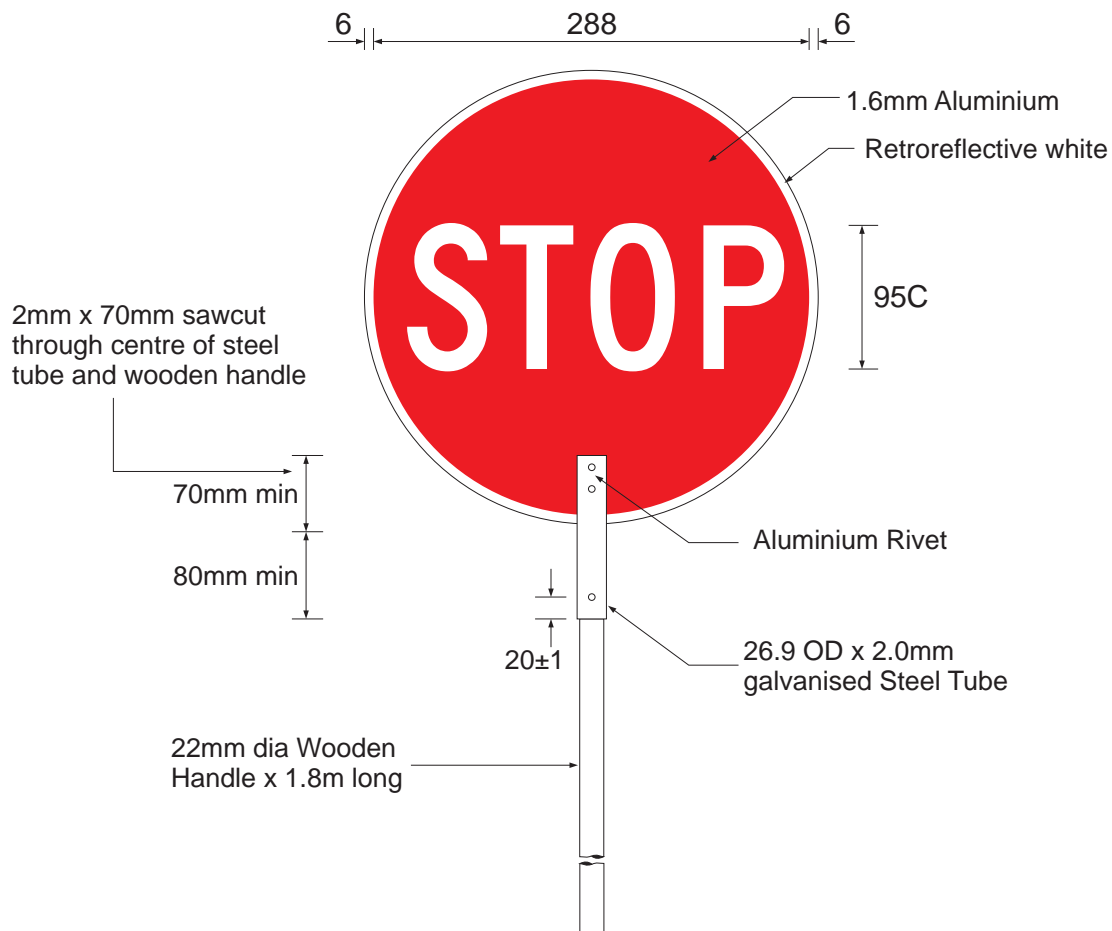 6 288 6
1.6mm Aluminium
Retroreflective white
STOP
95C
2mm x 70mm sawcut
through centre of steel
tube and wooden handle
70mm min
80mm min
Aluminium Rivet
20±1
26.9 OD x 2.0mm
galvanised Steel Tube
22mm dia Wooden
Handle x 1.8m long